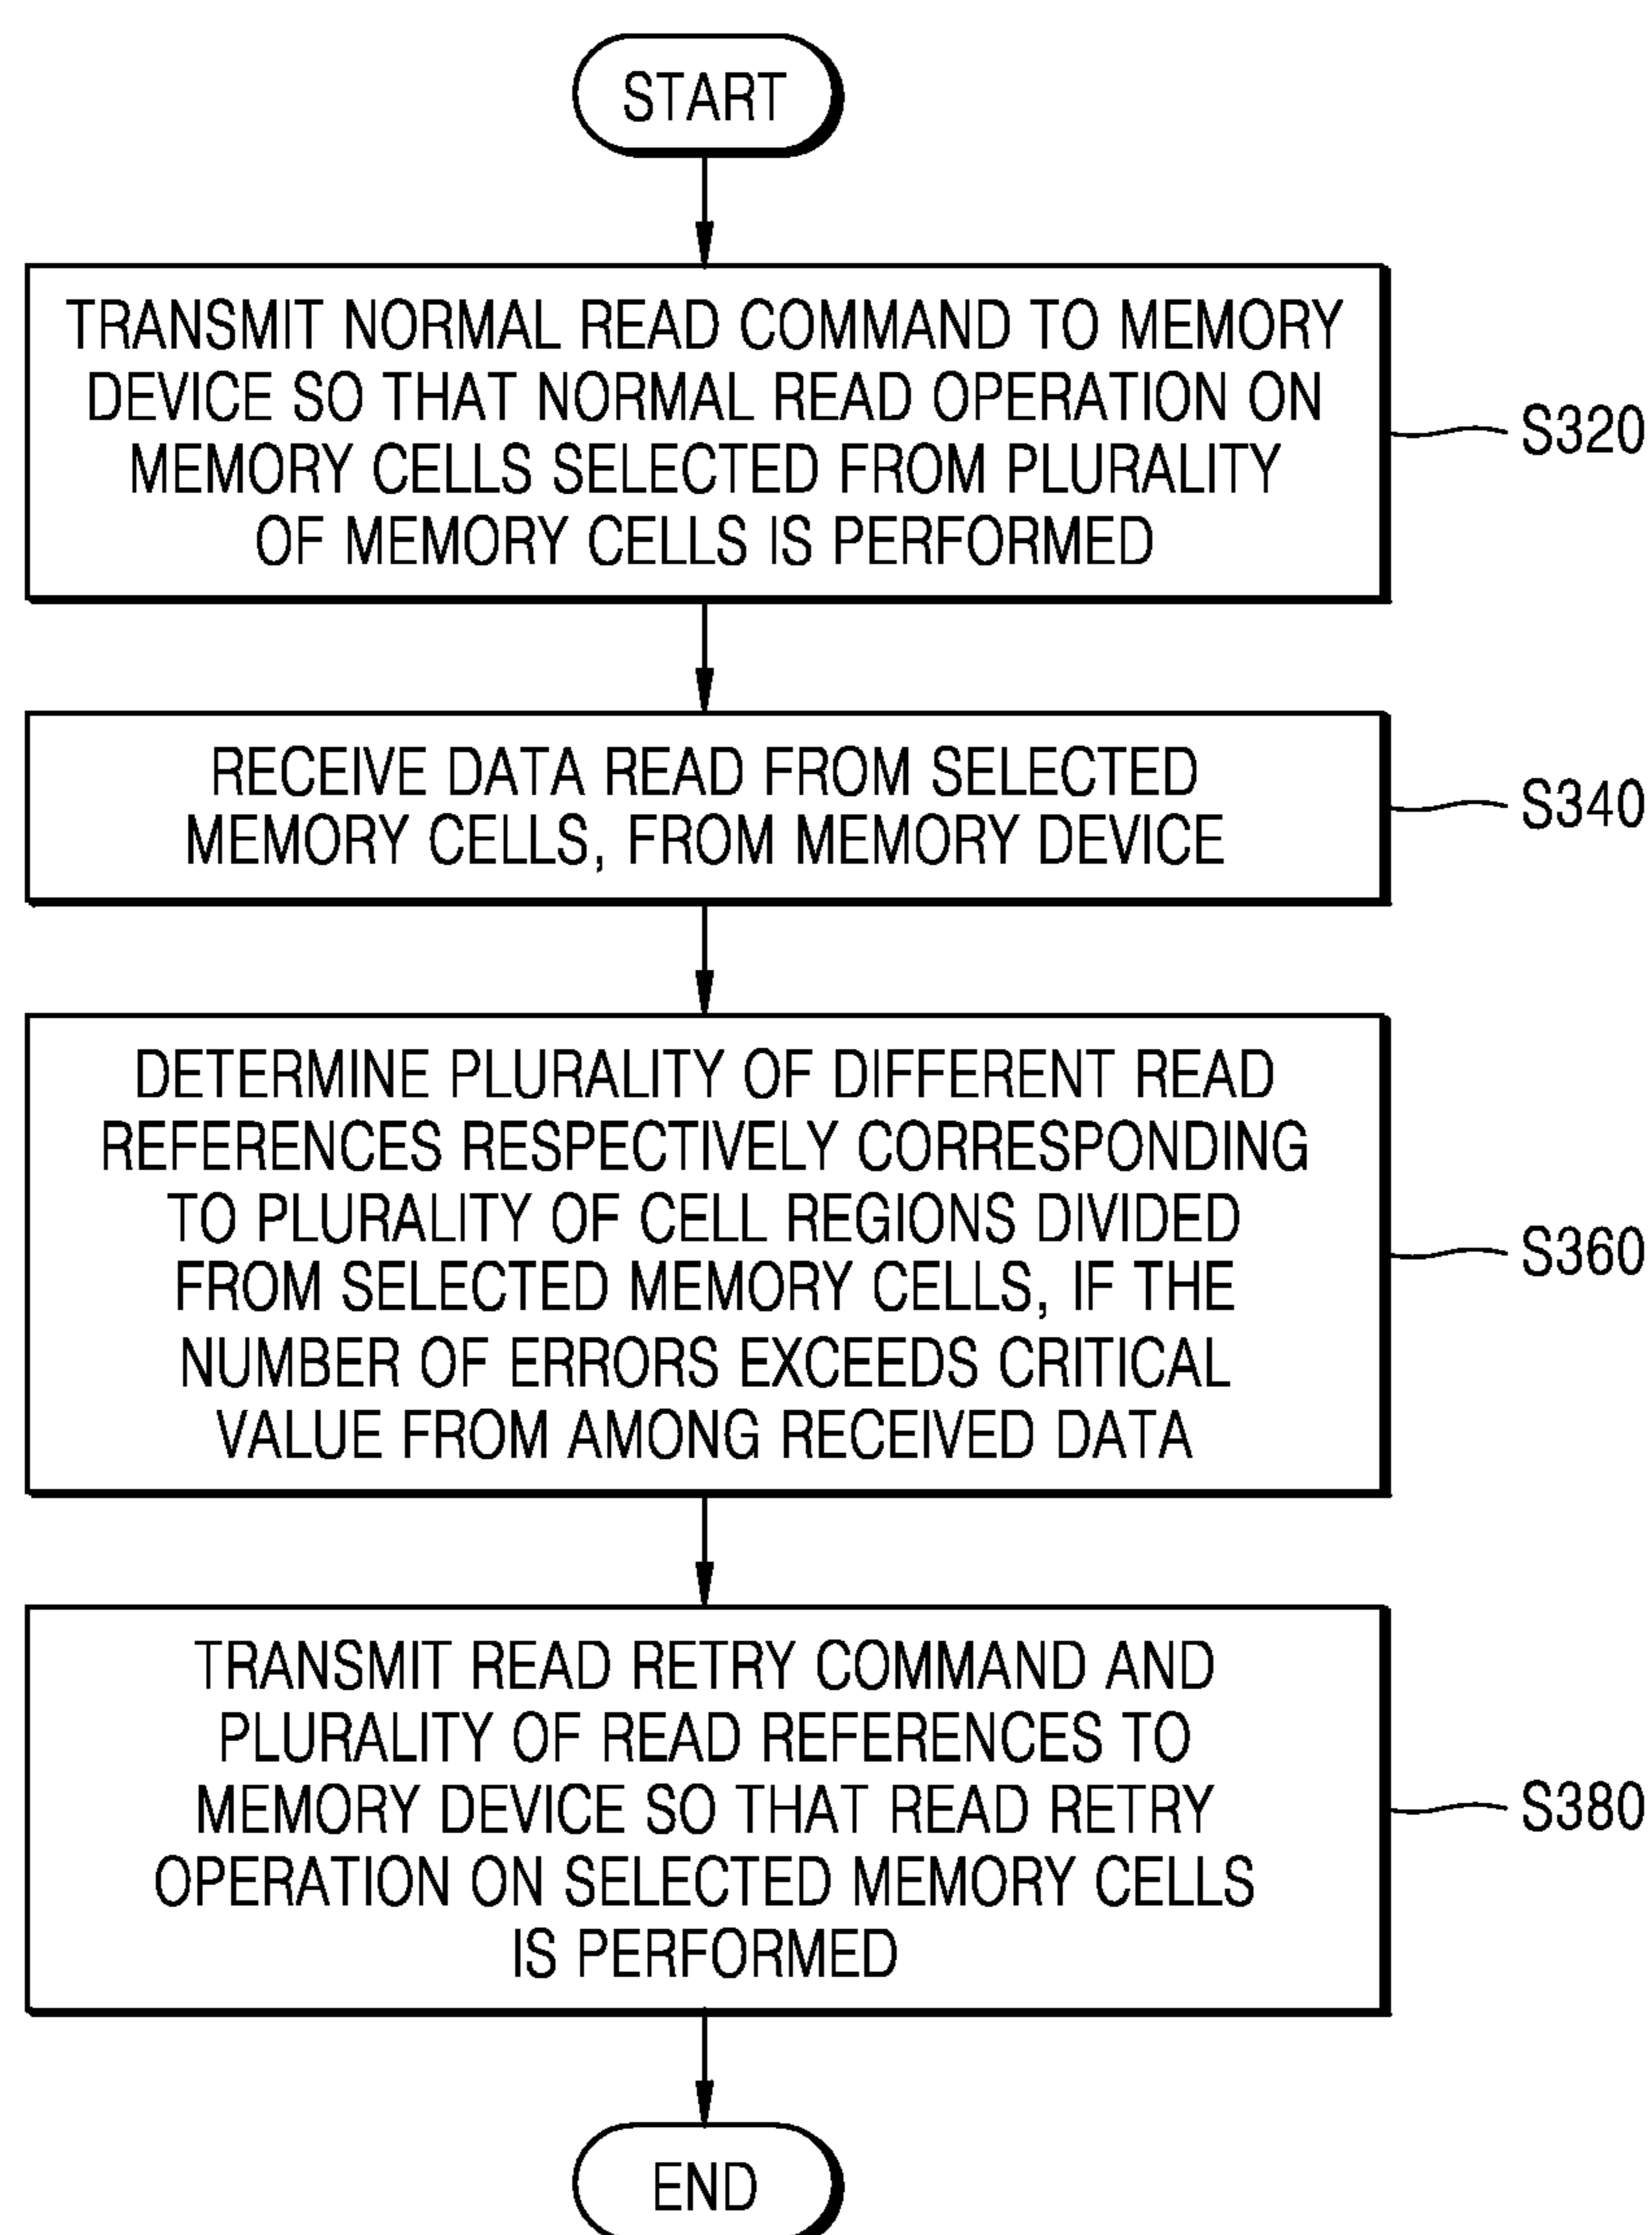 START
TRANSMIT NORMAL READ COMMAND TO MEMORY
DEVICE SO THAT NORMAL READ OPERATION ON
MEMORY CELLS SELECTED FROM PLURALITY
OF MEMORY CELLS IS PERFORMED
S320
RECEIVE DATA READ FROM SELECTED
MEMORY CELLS, FROM MEMORY DEVICE
S340
DETERMINE PLURALITY OF DIFFERENT READ
REFERENCES RESPECTIVELY CORRESPONDING
TO PLURALITY OF CELL REGIONS DIVIDED
FROM SELECTED MEMORY CELLS, IF THE
NUMBER OF ERRORS EXCEEDS CRITICAL
VALUE FROM AMONG RECEIVED DATA
S360
TRANSMIT READ RETRY COMMAND AND
PLURALITY OF READ REFERENCES TO
MEMORY DEVICE SO THAT READ RETRY
OPERATION ON SELECTED MEMORY CELLS
IS PERFORMED
S380
END